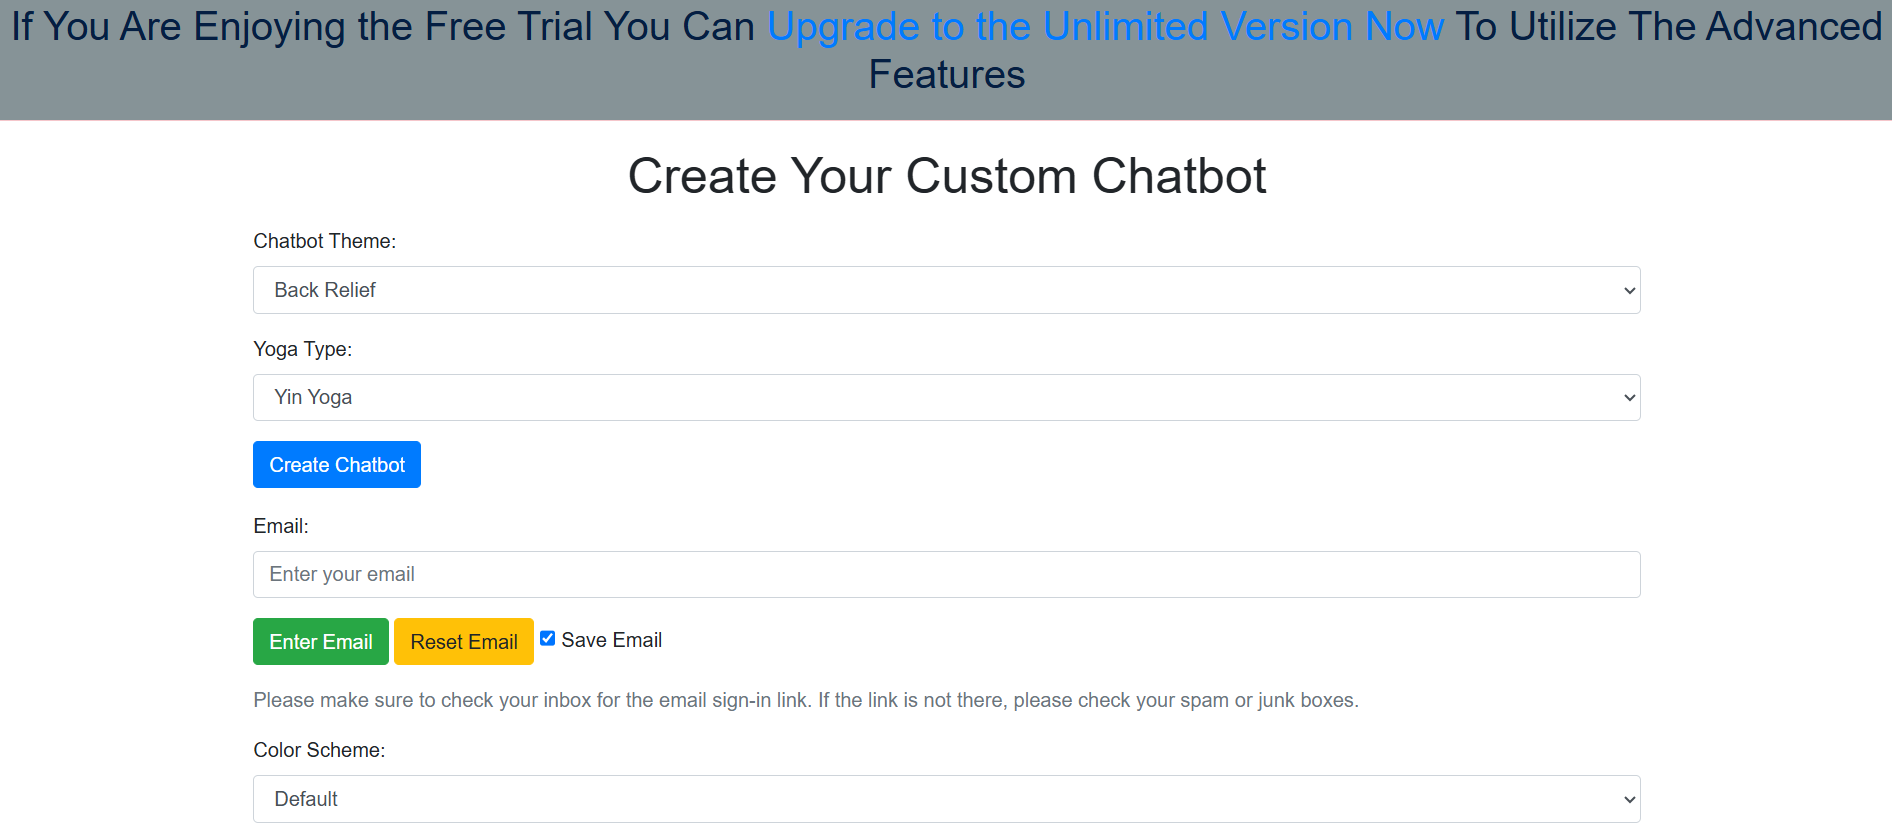 If You Are Enjoying the Free Trial You Can Upgrade to the Unlimited Version Now To Utilize The Advanced
Features
Create Your Custom Chatbot
Chatbot Theme:
Back Relief
Yoga Type:
Yin Yoga
Create Chatbot
Email:
Enter your email
Enter Email Reset Email Save Email
Please make sure to check your inbox for the email sign-in link. If the link is not there, please check your spam or junk boxes.
Color Scheme:
Default